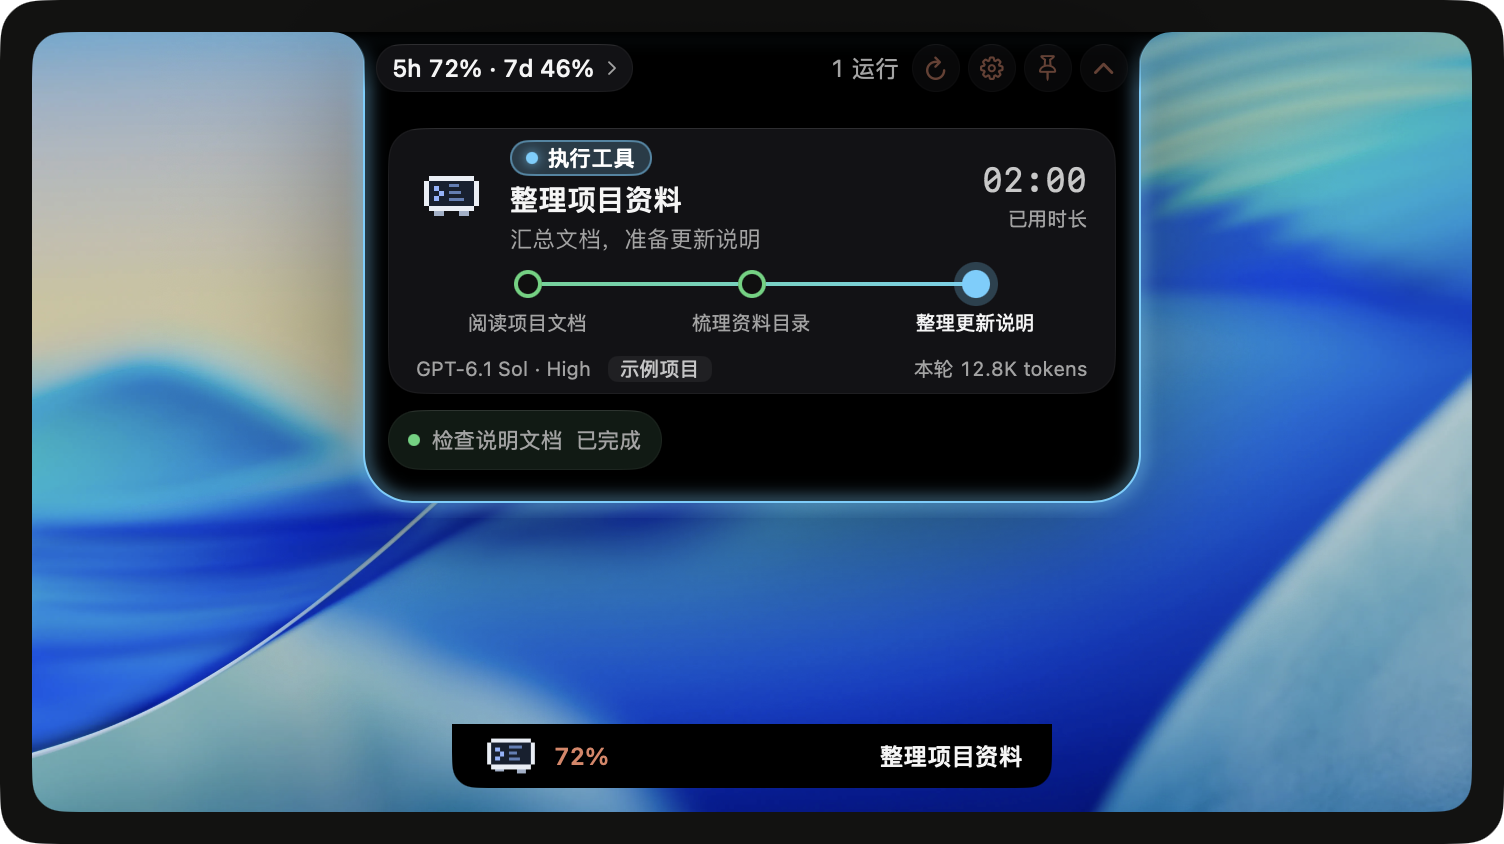 5h 72% · 7d 46%
1 运行
执行工具
整理项目资料
汇总文档，准备更新说明
02:00
已用时长
阅读项目文档
梳理资料目录
整理更新说明
GPT-6.1 Sol · High
示例项目
本轮 12.8K tokens
检查说明文档 已完成
72%
整理项目资料